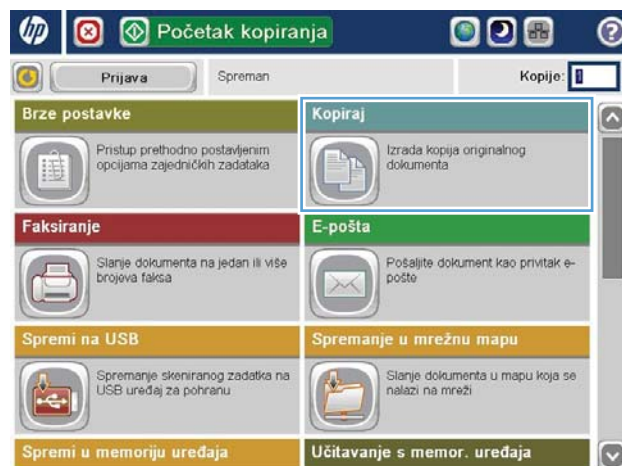 hp
Početak kopiranja
?
Prijava
Spreman
Kopije: 1
Brze postavke
Pristup prethodno postavljenim
opcijama zajedničkih zadataka
Kopiraj
Izrada kopija originalnog
dokumenta
Faksiranje
Slanje dokumenta na jedan ili više
brojeva faksa
E-pošta
Pošaljite dokument kao privitak e-
pošte
Spremi na USB
Spremanje skeniranog zadatka na
USB uređaj za pohranu
Spremanje u mrežnu mapu
Slanje dokumenta u mapu koja se
nalazi na mreži
Spremi u memoriju uređaja
Učitavanje s memor. uređaja